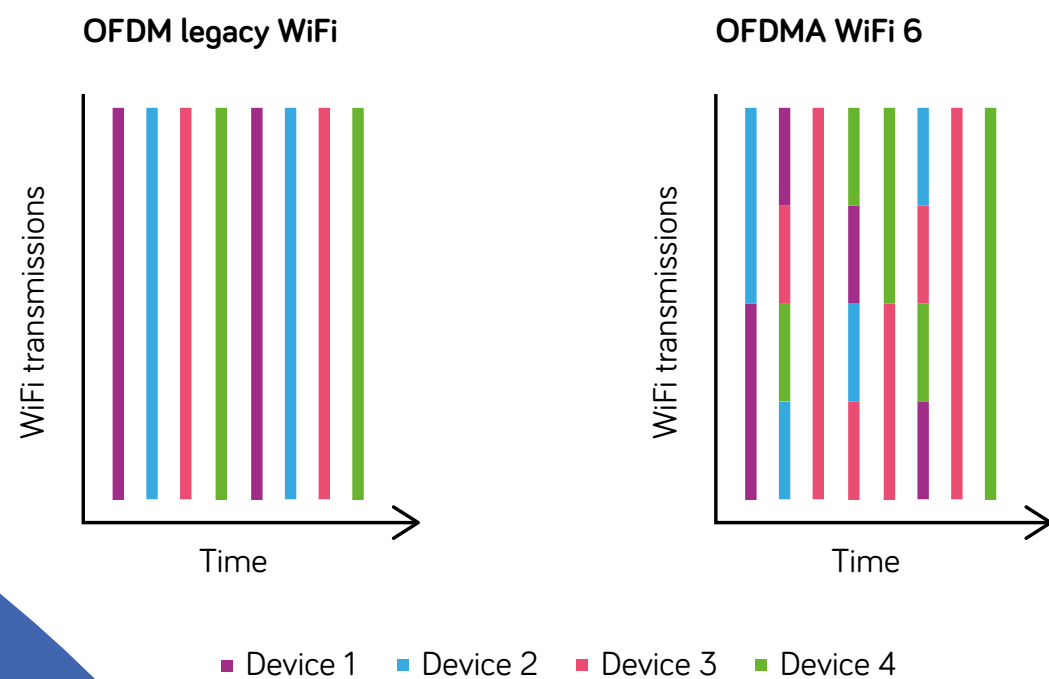 OFDM legacy WiFi
OFDMA WiFi 6
WiFi transmissions
WiFi transmissions
Time
Time
Device 1 Device 2 Device 3 Device 4